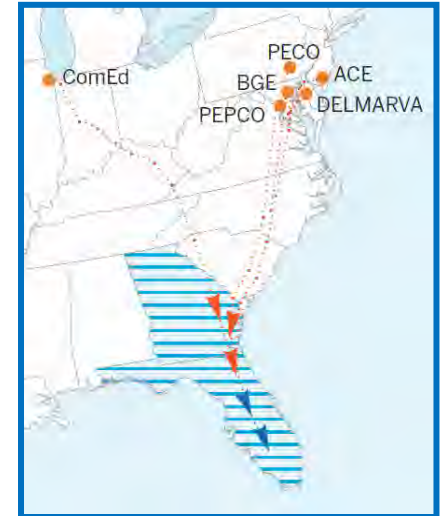 PECO
ComEd
ACE
BGE
DELMARVA
PEPCO